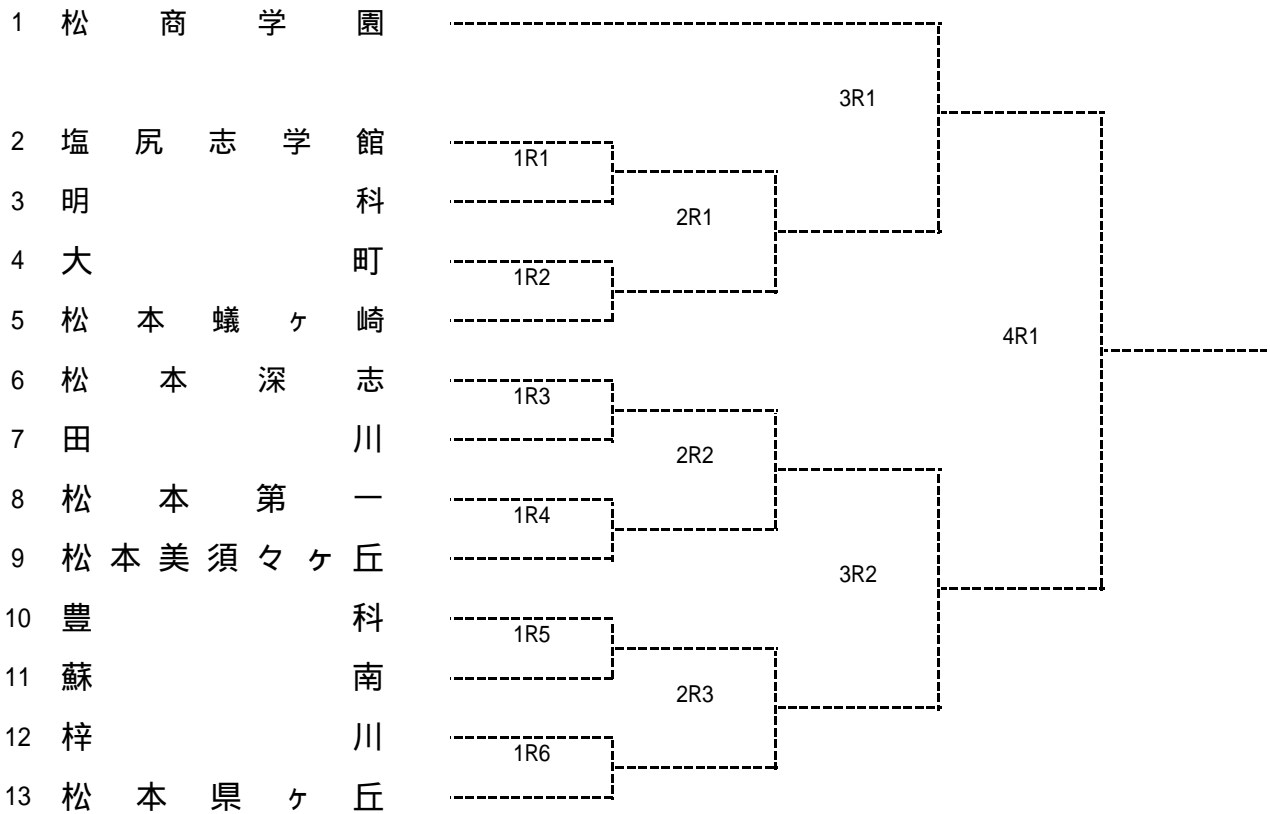 1 松商学園
3R1
2 塩尻志学館
1R1
3 明科
2R1
4 大町
1R2
5 松本蟻ヶ崎
4R1
6 松本深志
1R3
7 田川
2R2
8 松本第一
1R4
9 松本美須々ヶ丘
3R2
10 豊科
1R5
11 蘇南
2R3
12 梓川
1R6
13 松本県ヶ丘